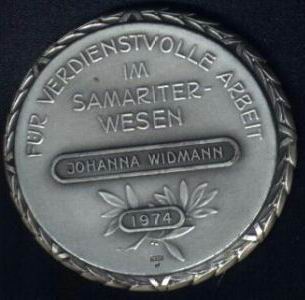 FÜR VERDIENSTVOLLE ARBEIT
IM
SAMARITER-
WESEN
JOHANNA WIDMANN
1974